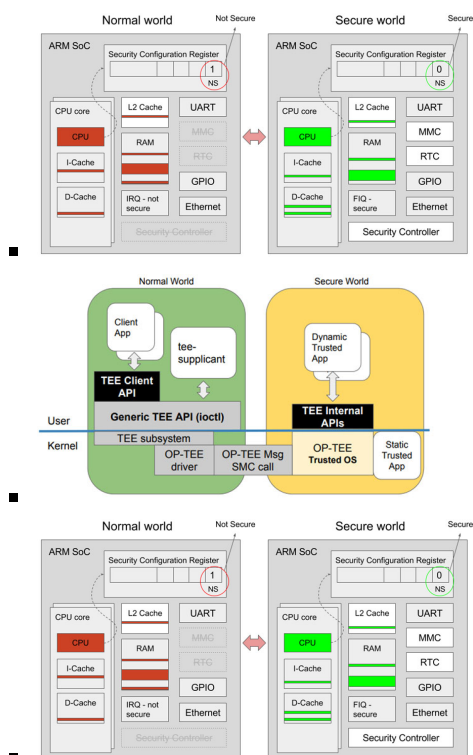 Normal world
Not Secure
Secure world
Secure
ARM SoC
Security Configuration Register
1
NS
CPU core
CPU
I-Cache
D-Cache
L2 Cache
RAM
IRQ - not
secure
UART
MMC
RTC
GPIO
Ethernet
Security Controller
ARM SoC
Security Configuration Register
0
NS
CPU core
CPU
I-Cache
D-Cache
L2 Cache
RAM
FIQ -
secure
UART
MMC
RTC
GPIO
Ethernet
Security Controller
Normal World
Secure World
Client
App
tee-
supplicant
Dynamic
Trusted
App
TEE Client
API
Generic TEE API (ioctl)
TEE Internal
APIs
User
Kernel
TEE subsystem
OP-TEE
driver
OP-TEE Msg
SMC call
OP-TEE
Trusted OS
Static
Trusted
App
Normal world
Not Secure
Secure world
Secure
ARM SoC
Security Configuration Register
1
NS
CPU core
CPU
I-Cache
D-Cache
L2 Cache
RAM
IRQ - not
secure
UART
MMC
RTC
GPIO
Ethernet
Security Controller
ARM SoC
Security Configuration Register
0
NS
CPU core
CPU
I-Cache
D-Cache
L2 Cache
RAM
FIQ -
secure
UART
MMC
RTC
GPIO
Ethernet
Security Controller